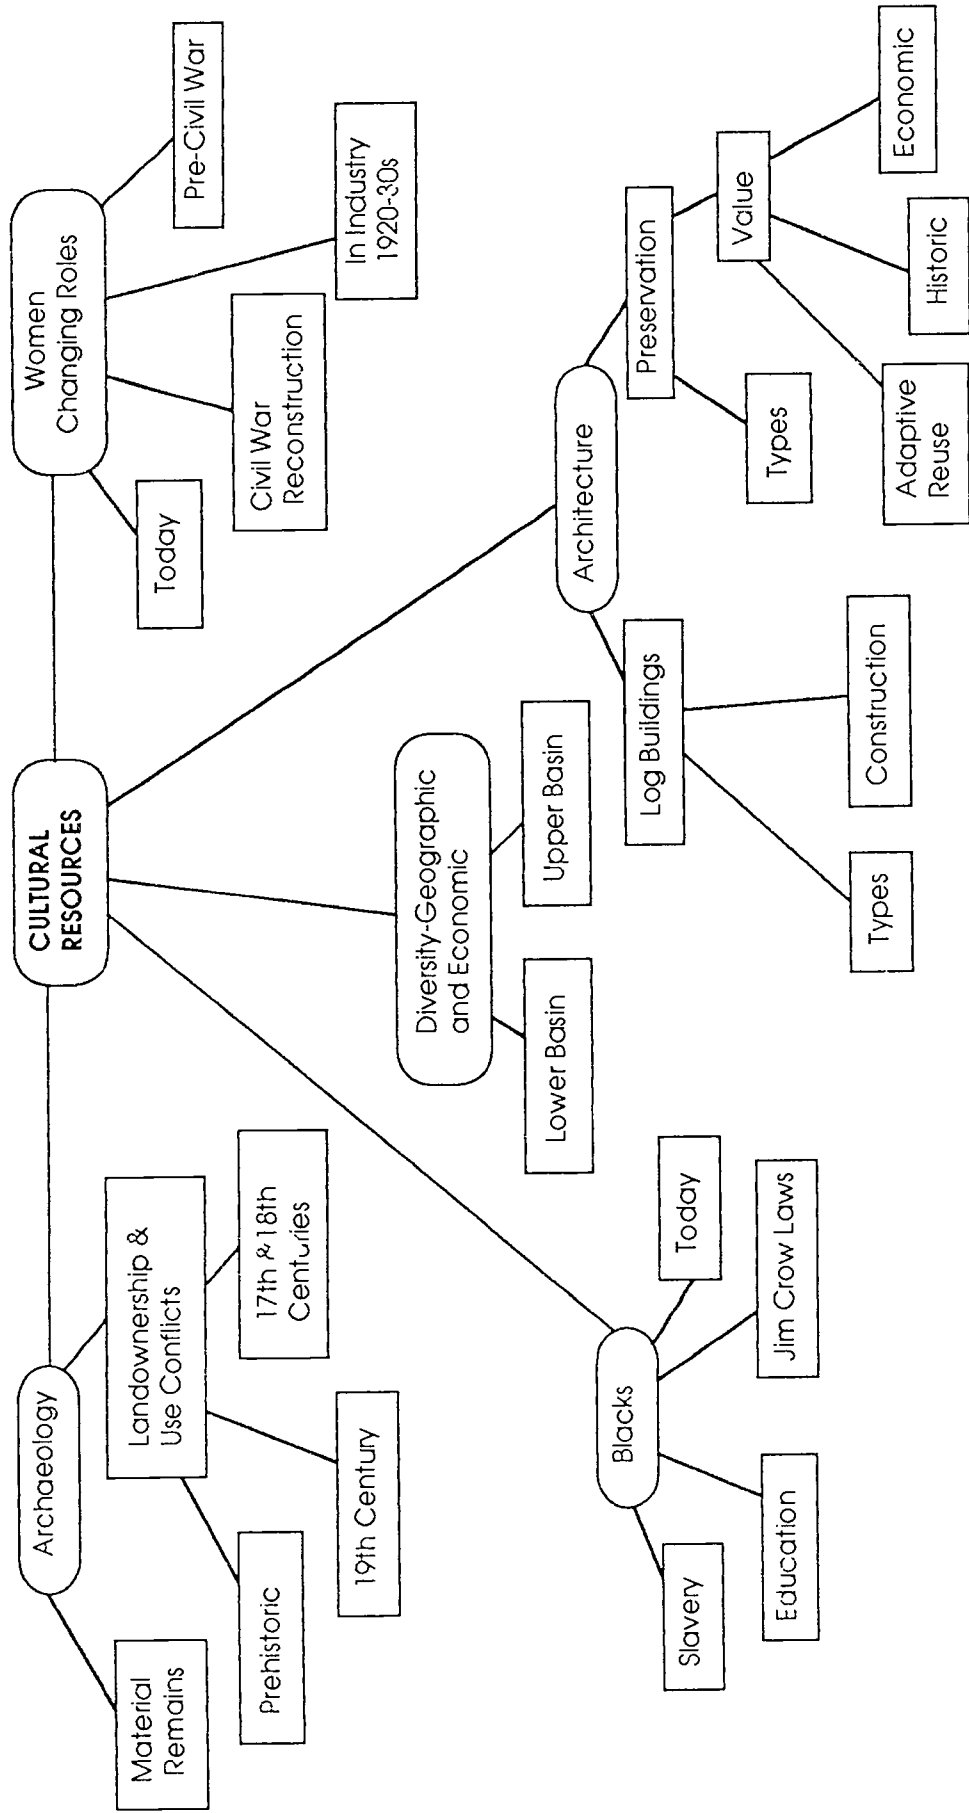 CULTURAL
RESOURCES
Archaeology
Material
Remains
Landownership &
Use Conflicts
Prehistoric
19th Century
17th & 18th
Centuries
Blacks
Slavery
Education
Jim Crow Laws
Today
Diversity-Geographic
and Economic
Lower Basin
Upper Basin
Architecture
Log Buildings
Types
Construction
Preservation
Types
Value
Adaptive
Reuse
Historic
Economic
Women
Changing Roles
Today
Civil War
Reconstruction
In Industry
1920-30s
Pre-Civil War